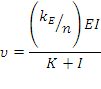 υ = (k_E/n)EI / K + I